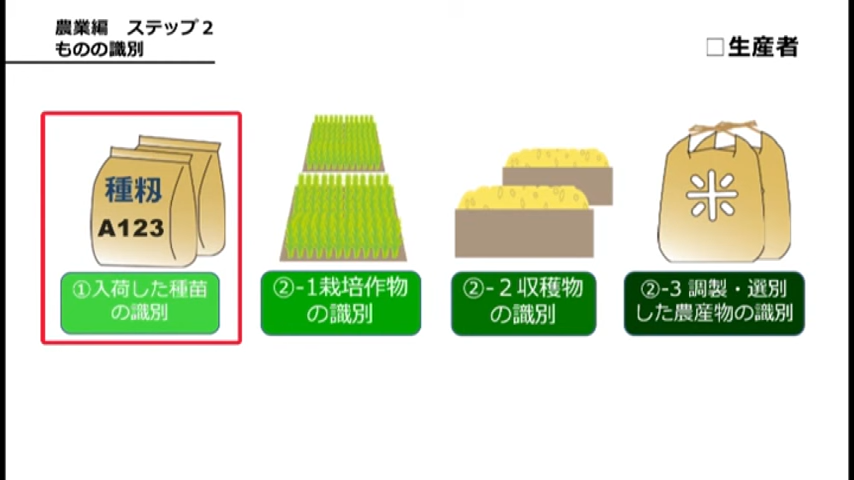 農業編　ステップ２
ものの識別
□生産者
種籾
A123
米
①入荷した種苗
の識別
②-1栽培作物
の識別
②-２収穫物
の識別
②-3 調製・選別
した農産物の識別